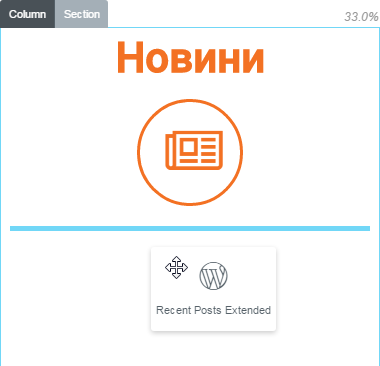 Column Section
33.0%
Новини
Recent Posts Extended